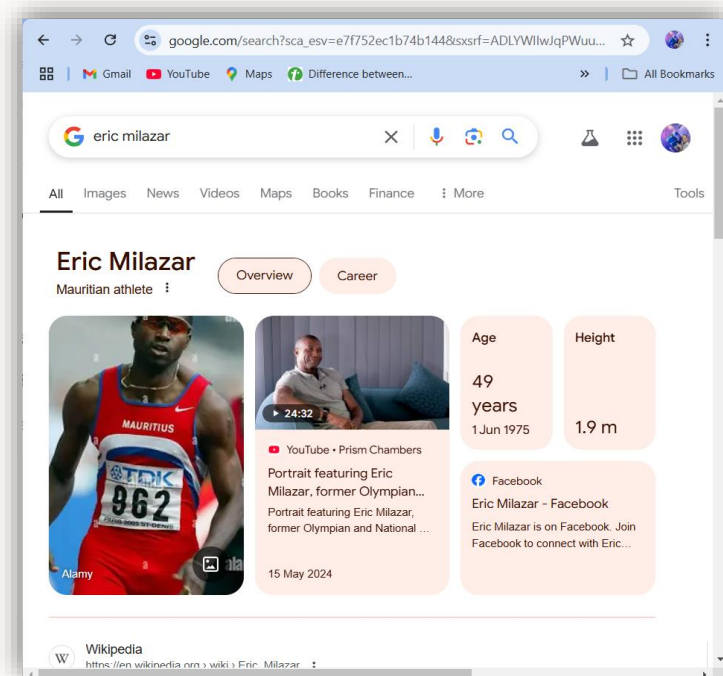 google.com/search?sca_esv=e7f752ec1b74b144&sxsrf=ADLYWIIwJqPWuu...
Gmail
YouTube
Maps
Difference between...
»
All Bookmarks
eric milazar
All
Images
News
Videos
Maps
Books
Finance
More
Tools
Eric Milazar
Mauritian athlete
Overview
Career
MAURITIUS
TDK
962
Alamy
24:32
YouTube • Prism Chambers
Portrait featuring Eric
Milazar, former Olympian...
Portrait featuring Eric Milazar,
former Olympian and National ...
15 May 2024
Age
49
years
1 Jun 1975
Height
1.9 m
Facebook
Eric Milazar - Facebook
Eric Milazar is on Facebook. Join
Facebook to connect with Eric...
W
Wikipedia
https://en.wikipedia.org › wiki › Eric_Milazar